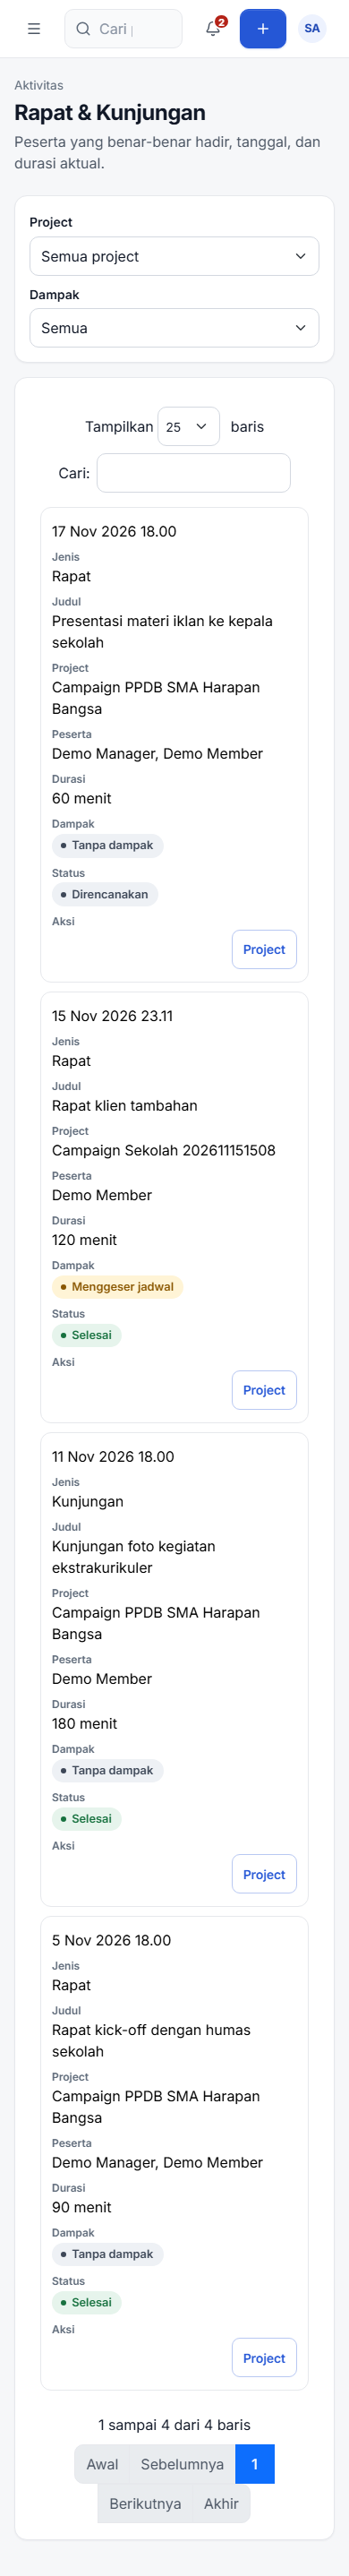 Cari
2
+
SA
Aktivitas
Rapat & Kunjungan
Peserta yang benar-benar hadir, tanggal, dan
durasi aktual.
Project
Semua project
Dampak
Semua
Tampilkan 25 baris
Cari:
17 Nov 2026 18.00
Jenis
Rapat
Judul
Presentasi materi iklan ke kepala
sekolah
Project
Campaign PPDB SMA Harapan
Bangsa
Peserta
Demo Manager, Demo Member
Durasi
60 menit
Dampak
Tanpa dampak
Status
Direncanakan
Aksi
Project
15 Nov 2026 23.11
Jenis
Rapat
Judul
Rapat klien tambahan
Project
Campaign Sekolah 202611151508
Peserta
Demo Member
Durasi
120 menit
Dampak
Menggeser jadwal
Status
Selesai
Aksi
Project
11 Nov 2026 18.00
Jenis
Kunjungan
Judul
Kunjungan foto kegiatan
ekstrakurikuler
Project
Campaign PPDB SMA Harapan
Bangsa
Peserta
Demo Member
Durasi
180 menit
Dampak
Tanpa dampak
Status
Selesai
Aksi
Project
5 Nov 2026 18.00
Jenis
Rapat
Judul
Rapat kick-off dengan humas
sekolah
Project
Campaign PPDB SMA Harapan
Bangsa
Peserta
Demo Manager, Demo Member
Durasi
90 menit
Dampak
Tanpa dampak
Status
Selesai
Aksi
Project
1 sampai 4 dari 4 baris
Awal Sebelumnya 1
Berikutnya Akhir